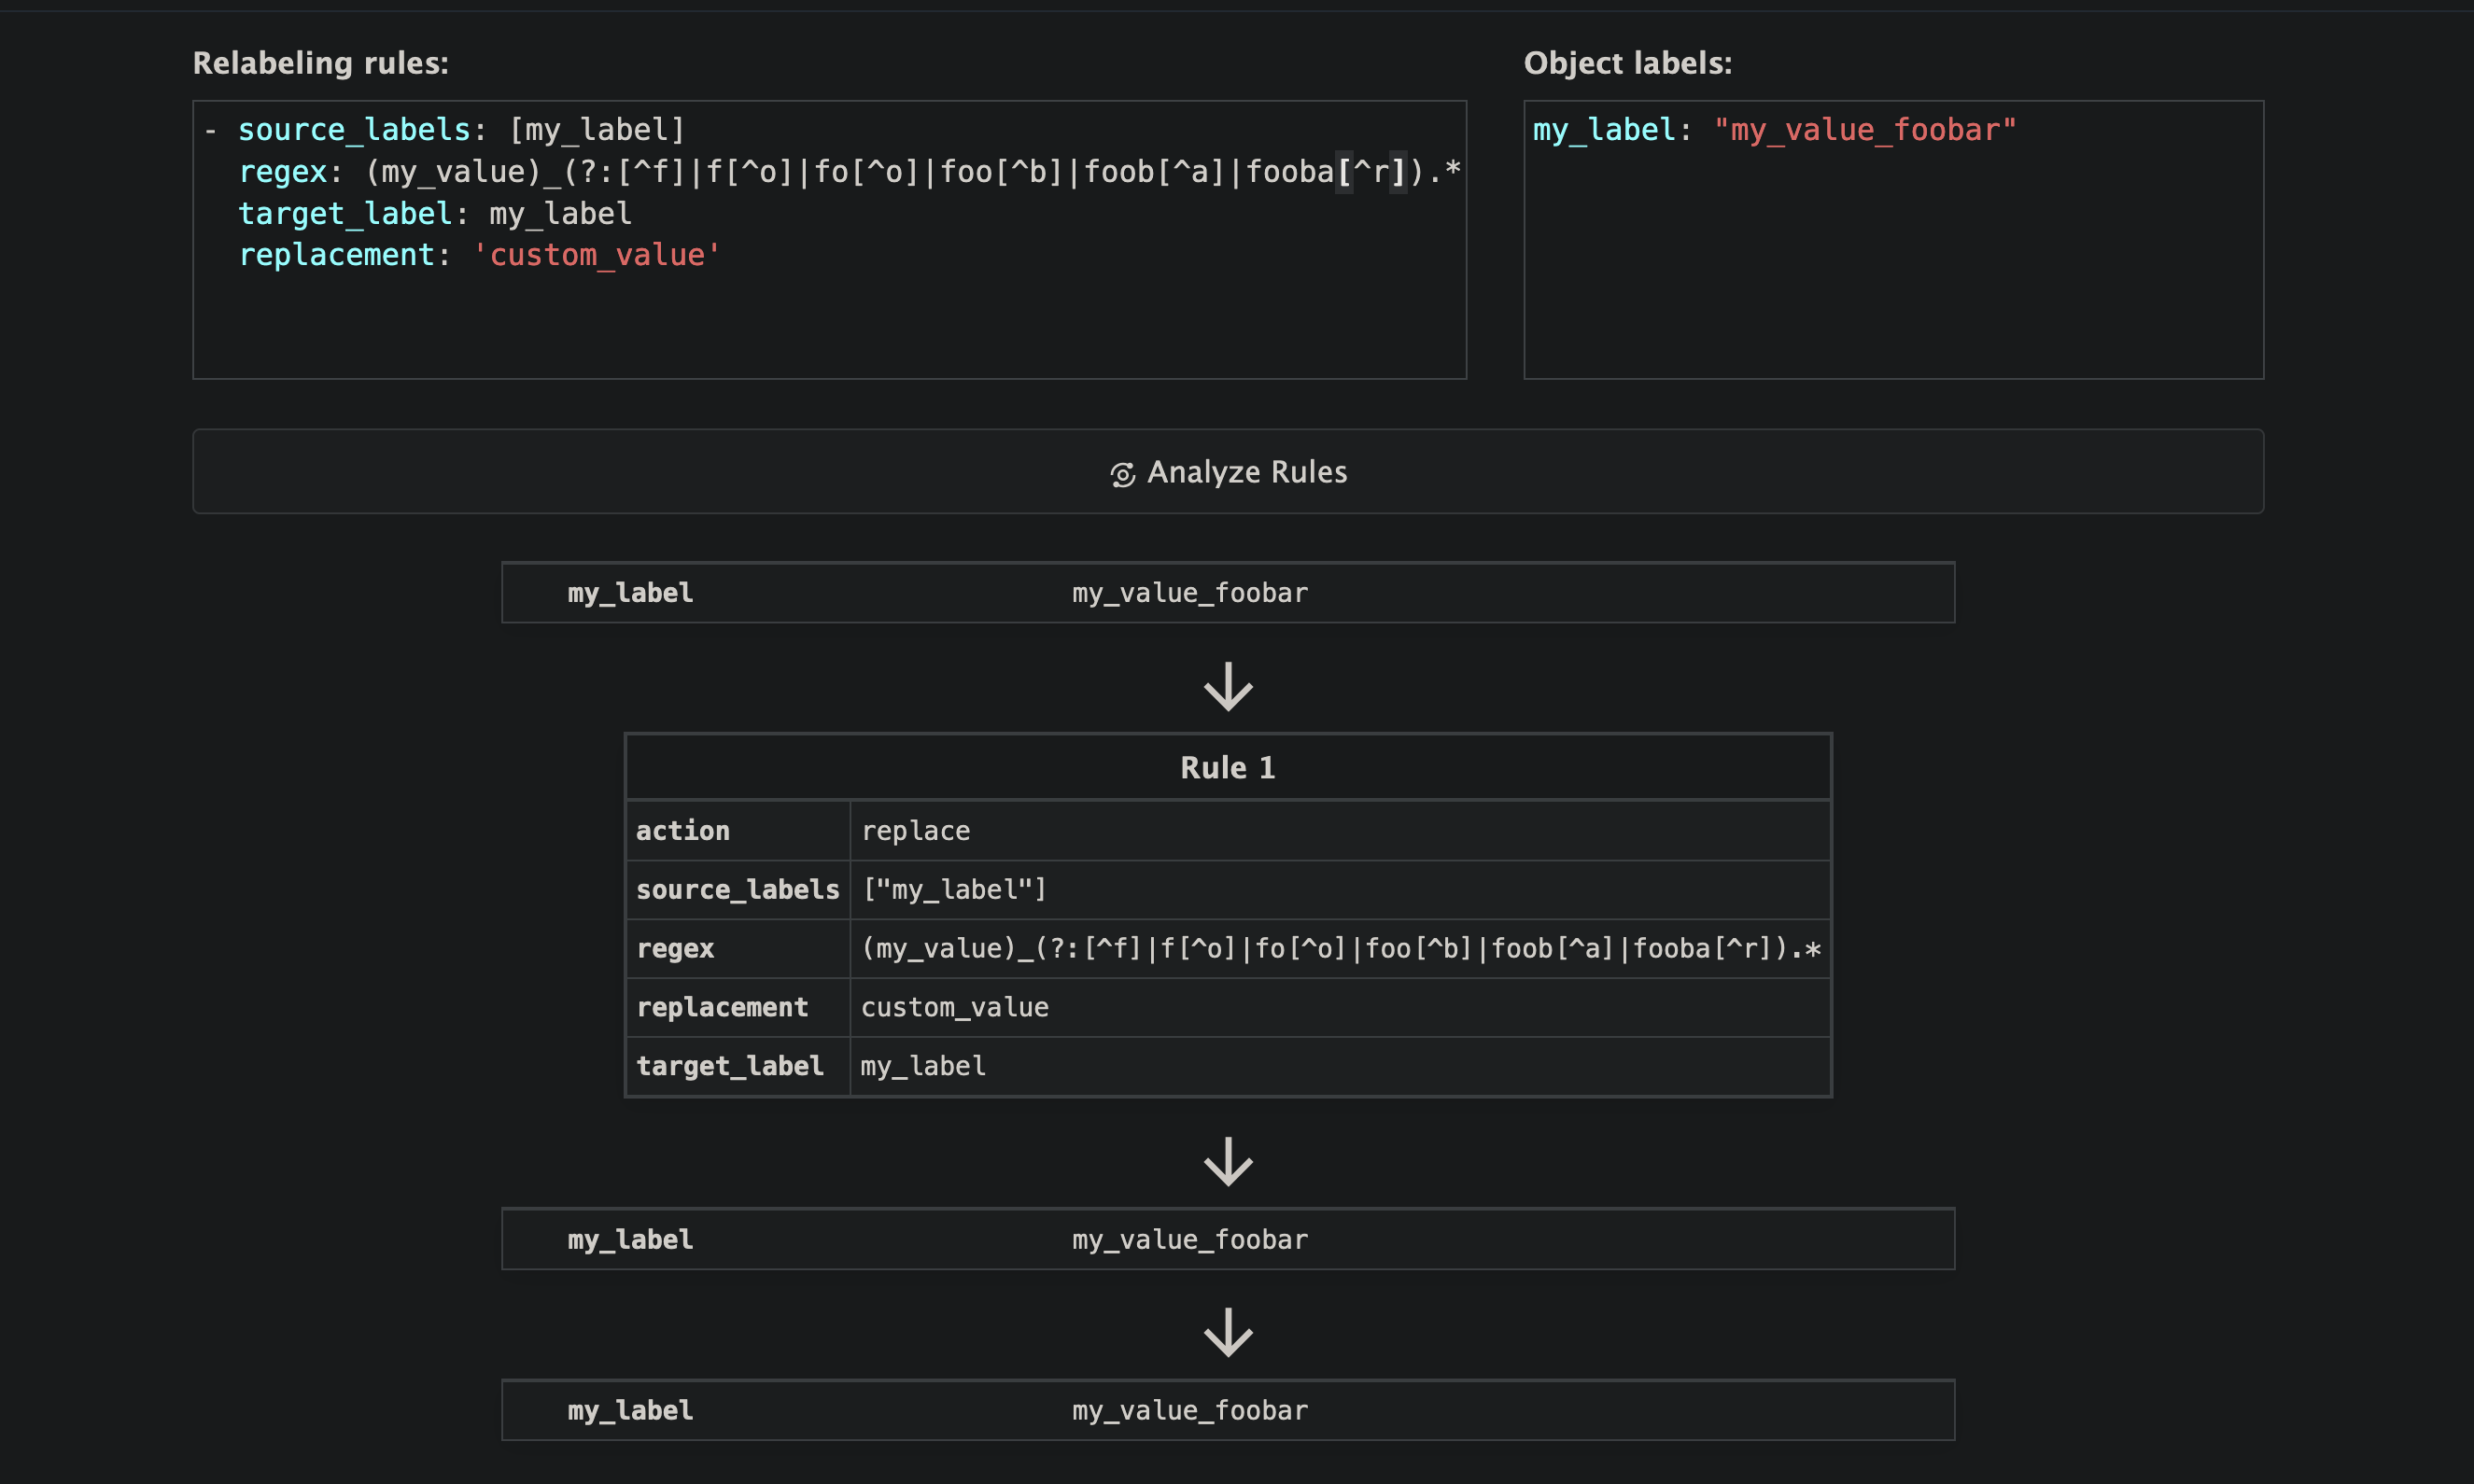 Relabeling rules:
- source_labels: [my_label]
regex: (my_value)_(?:[^f]|f[^o]|fo[^o]|foo[^b]|foob[^a]|fooba[^r]).*
target_label: my_label
replacement: 'custom_value'
Object labels:
my_label: "my_value_foobar"
Analyze Rules
my_label my_value_foobar
Rule 1
action replace
source_labels ["my_label"]
regex (my_value)_(?:[^f]|f[^o]|fo[^o]|foo[^b]|foob[^a]|fooba[^r]).*
replacement custom_value
target_label my_label
my_label my_value_foobar
my_label my_value_foobar